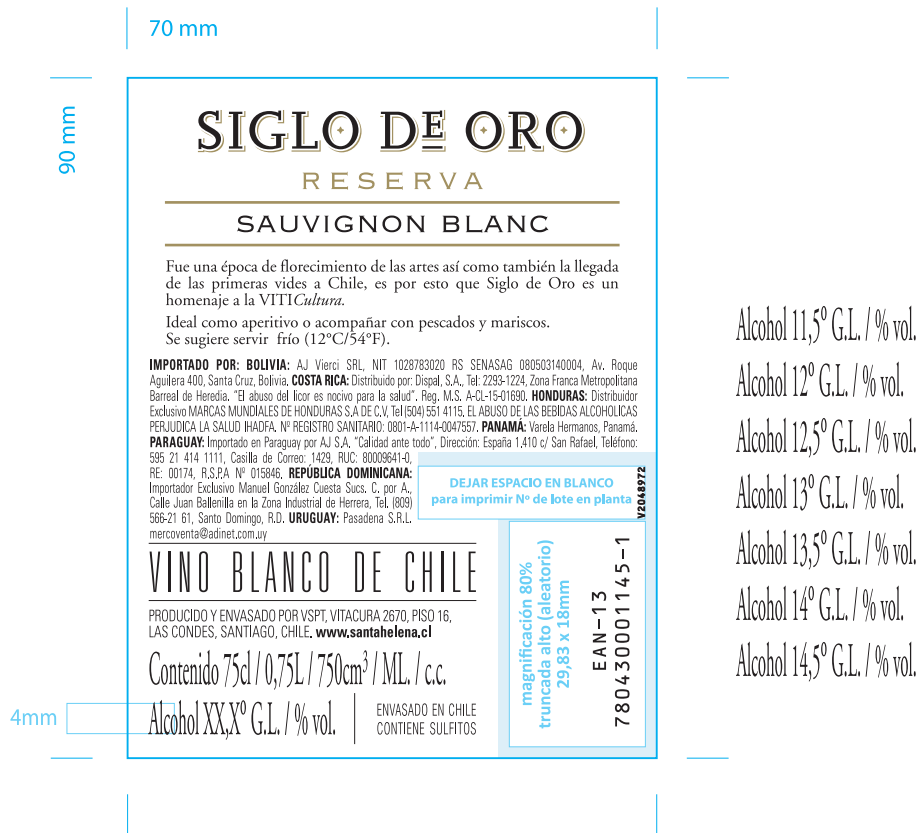 70 mm
90 mm
SIGLO DE ORO
RESERVA
SAUVIGNON BLANC
Fue una época de florecimiento de las artes así como también la llegada
de las primeras vides a Chile, es por esto que Siglo de Oro es un
homenaje a la VITICultura.
Ideal como aperitivo o acompañar con pescados y mariscos.
Se sugiere servir frío (12°C/54°F).
IMPORTADO POR: BOLIVIA: AJ Vierci SRL, NIT 1028783020 RS SENASAG 080503140004, Av. Roque
Aguilera 400, Santa Cruz, Bolivia. COSTA RICA: Distribuido por: Dispal, S.A., Tel: 2293-1224, Zona Franca Metropolitana
Barreal de Heredia. "El abuso del licor es nocivo para la salud". Reg. M.S. A-CL-15-01690. HONDURAS: Distribuidor
Exclusivo MARCAS MUNDIALES DE HONDURAS S.A DE C.V, Tel (504) 551 4115, EL ABUSO DE LAS BEBIDAS ALCOHOLICAS
PERJUDICA LA SALUD IHADFA. Nº REGISTRO SANITARIO: 0801-A-1114-0047557. PANAMÁ: Varela Hermanos, Panamá.
PARAGUAY: Importado en Paraguay por AJ S.A, "Calidad ante todo", Dirección: España 1,410 c/ San Rafael, Teléfono:
595 21 414 1111, Casilla de Correo: 1429, RUC: 80009641-0,
RE: 00174, R.S.P.A Nº 015846, REPÚBLICA DOMINICANA:
Importador Exclusivo Manuel González Cuesta Sucs. C. por A.,
Calle Juan Ballenilla en la Zona Industrial de Herrera, Tel. (809)
566-21 61, Santo Domingo, R.D. URUGUAY: Pasadena S.R.L.
mercoventa@adinet.com.uy
DEJAR ESPACIO EN BLANCO
para imprimir Nº de lote en planta
V2048972
VINO BLANCO DE CHILE
PRODUCIDO Y ENVASADO POR VSPT, VITACURA 2670, PISO 16,
LAS CONDES, SANTIAGO, CHILE. www.santahelena.cl
Contenido 75cl / 0,75L / 750cm³ / ML. / c.c.
4mm
Alcohol XX,X° G.L. / % vol.
ENVASADO EN CHILE
CONTIENE SULFITOS
magnificación 80%
truncada alto (aleatorio)
29,83 x 18mm
EAN-13
7804300001145-1
Alcohol 11,5° G.L. / % vol.
Alcohol 12° G.L. / % vol.
Alcohol 12,5° G.L. / % vol.
Alcohol 13° G.L. / % vol.
Alcohol 13,5° G.L. / % vol.
Alcohol 14° G.L. / % vol.
Alcohol 14,5° G.L. / % vol.